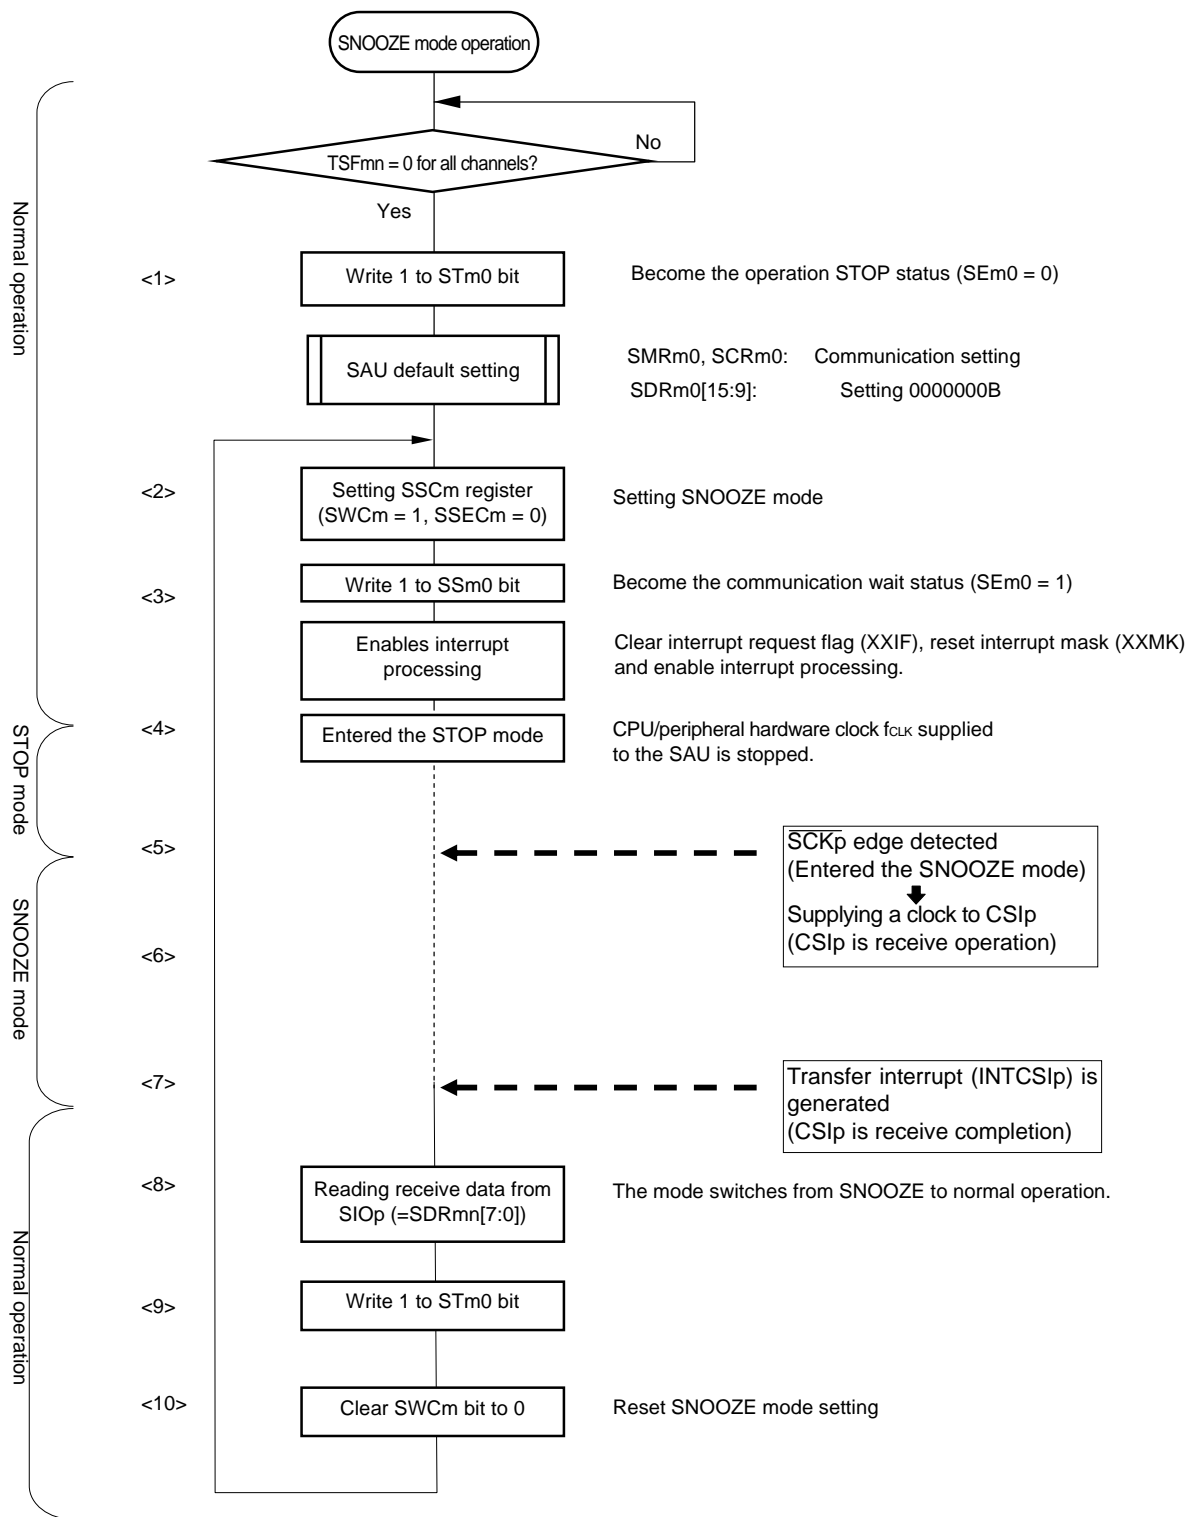 SNOOZE mode operation
No
TSFmn = 0 for all channels?
Yes
Normal operation
<1>
Write 1 to STm0 bit
Become the operation STOP status (SEm0 = 0)
SAU default setting
SMRm0, SCRm0: Communication setting
SDRm0[15:9]: Setting 0000000B
<2>
Setting SSCm register
(SWCm = 1, SSECm = 0)
Setting SNOOZE mode
<3>
Write 1 to SSm0 bit
Become the communication wait status (SEm0 = 1)
Enables interrupt
processing
Clear interrupt request flag (XXIF), reset interrupt mask (XXMK)
and enable interrupt processing.
STOP mode
<4>
Entered the STOP mode
CPU/peripheral hardware clock fCLK supplied
to the SAU is stopped.
<5>
SCKp edge detected
(Entered the SNOOZE mode)
Supplying a clock to CSIp
(CSIp is receive operation)
SNOOZE mode
<6>
<7>
Transfer interrupt (INTCSIp) is
generated
(CSIp is receive completion)
Normal operation
<8>
Reading receive data from
SIOp (=SDRmn[7:0])
The mode switches from SNOOZE to normal operation.
<9>
Write 1 to STm0 bit
<10>
Clear SWCm bit to 0
Reset SNOOZE mode setting